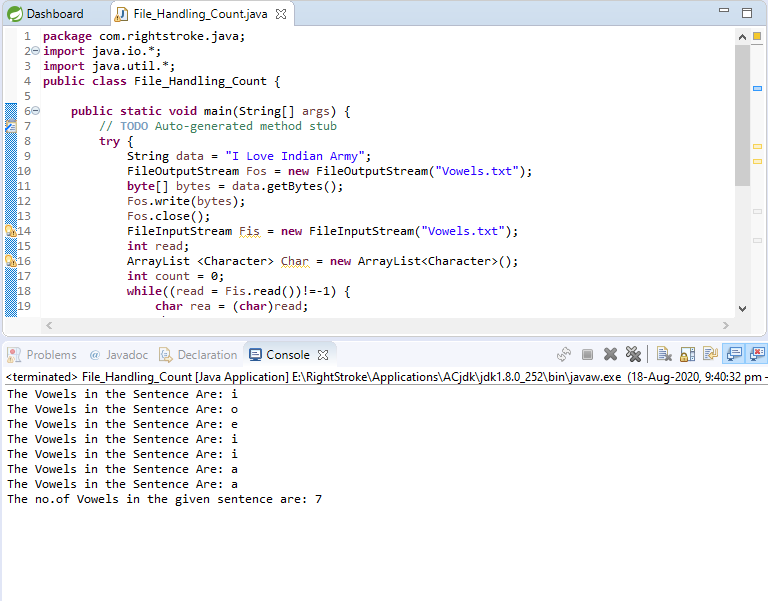 Dashboard File_Handling_Count.java
1 package com.rightstroke.java;
2 import java.io.*;
3 import java.util.*;
4 public class File_Handling_Count {
5
6 public static void main(String[] args) {
7 // TODO Auto-generated method stub
8 try {
9 String data = "I Love Indian Army";
10 FileOutputStream Fos = new FileOutputStream("Vowels.txt");
11 byte[] bytes = data.getBytes();
12 Fos.write(bytes);
13 Fos.close();
14 FileInputStream Fis = new FileInputStream("Vowels.txt");
15 int read;
16 ArrayList <Character> Char = new ArrayList<Character>();
17 int count = 0;
18 while((read = Fis.read())!=-1) {
19 char rea = (char)read;
Problems @ Javadoc Declaration Console
<terminated> File_Handling_Count [Java Application] E:\RightStroke\Applications\ACjdk\jdk1.8.0_252\bin\javaw.exe (18-Aug-2020, 9:40:32 pm –
The Vowels in the Sentence Are: i
The Vowels in the Sentence Are: o
The Vowels in the Sentence Are: e
The Vowels in the Sentence Are: i
The Vowels in the Sentence Are: i
The Vowels in the Sentence Are: a
The Vowels in the Sentence Are: a
The no.of Vowels in the given sentence are: 7